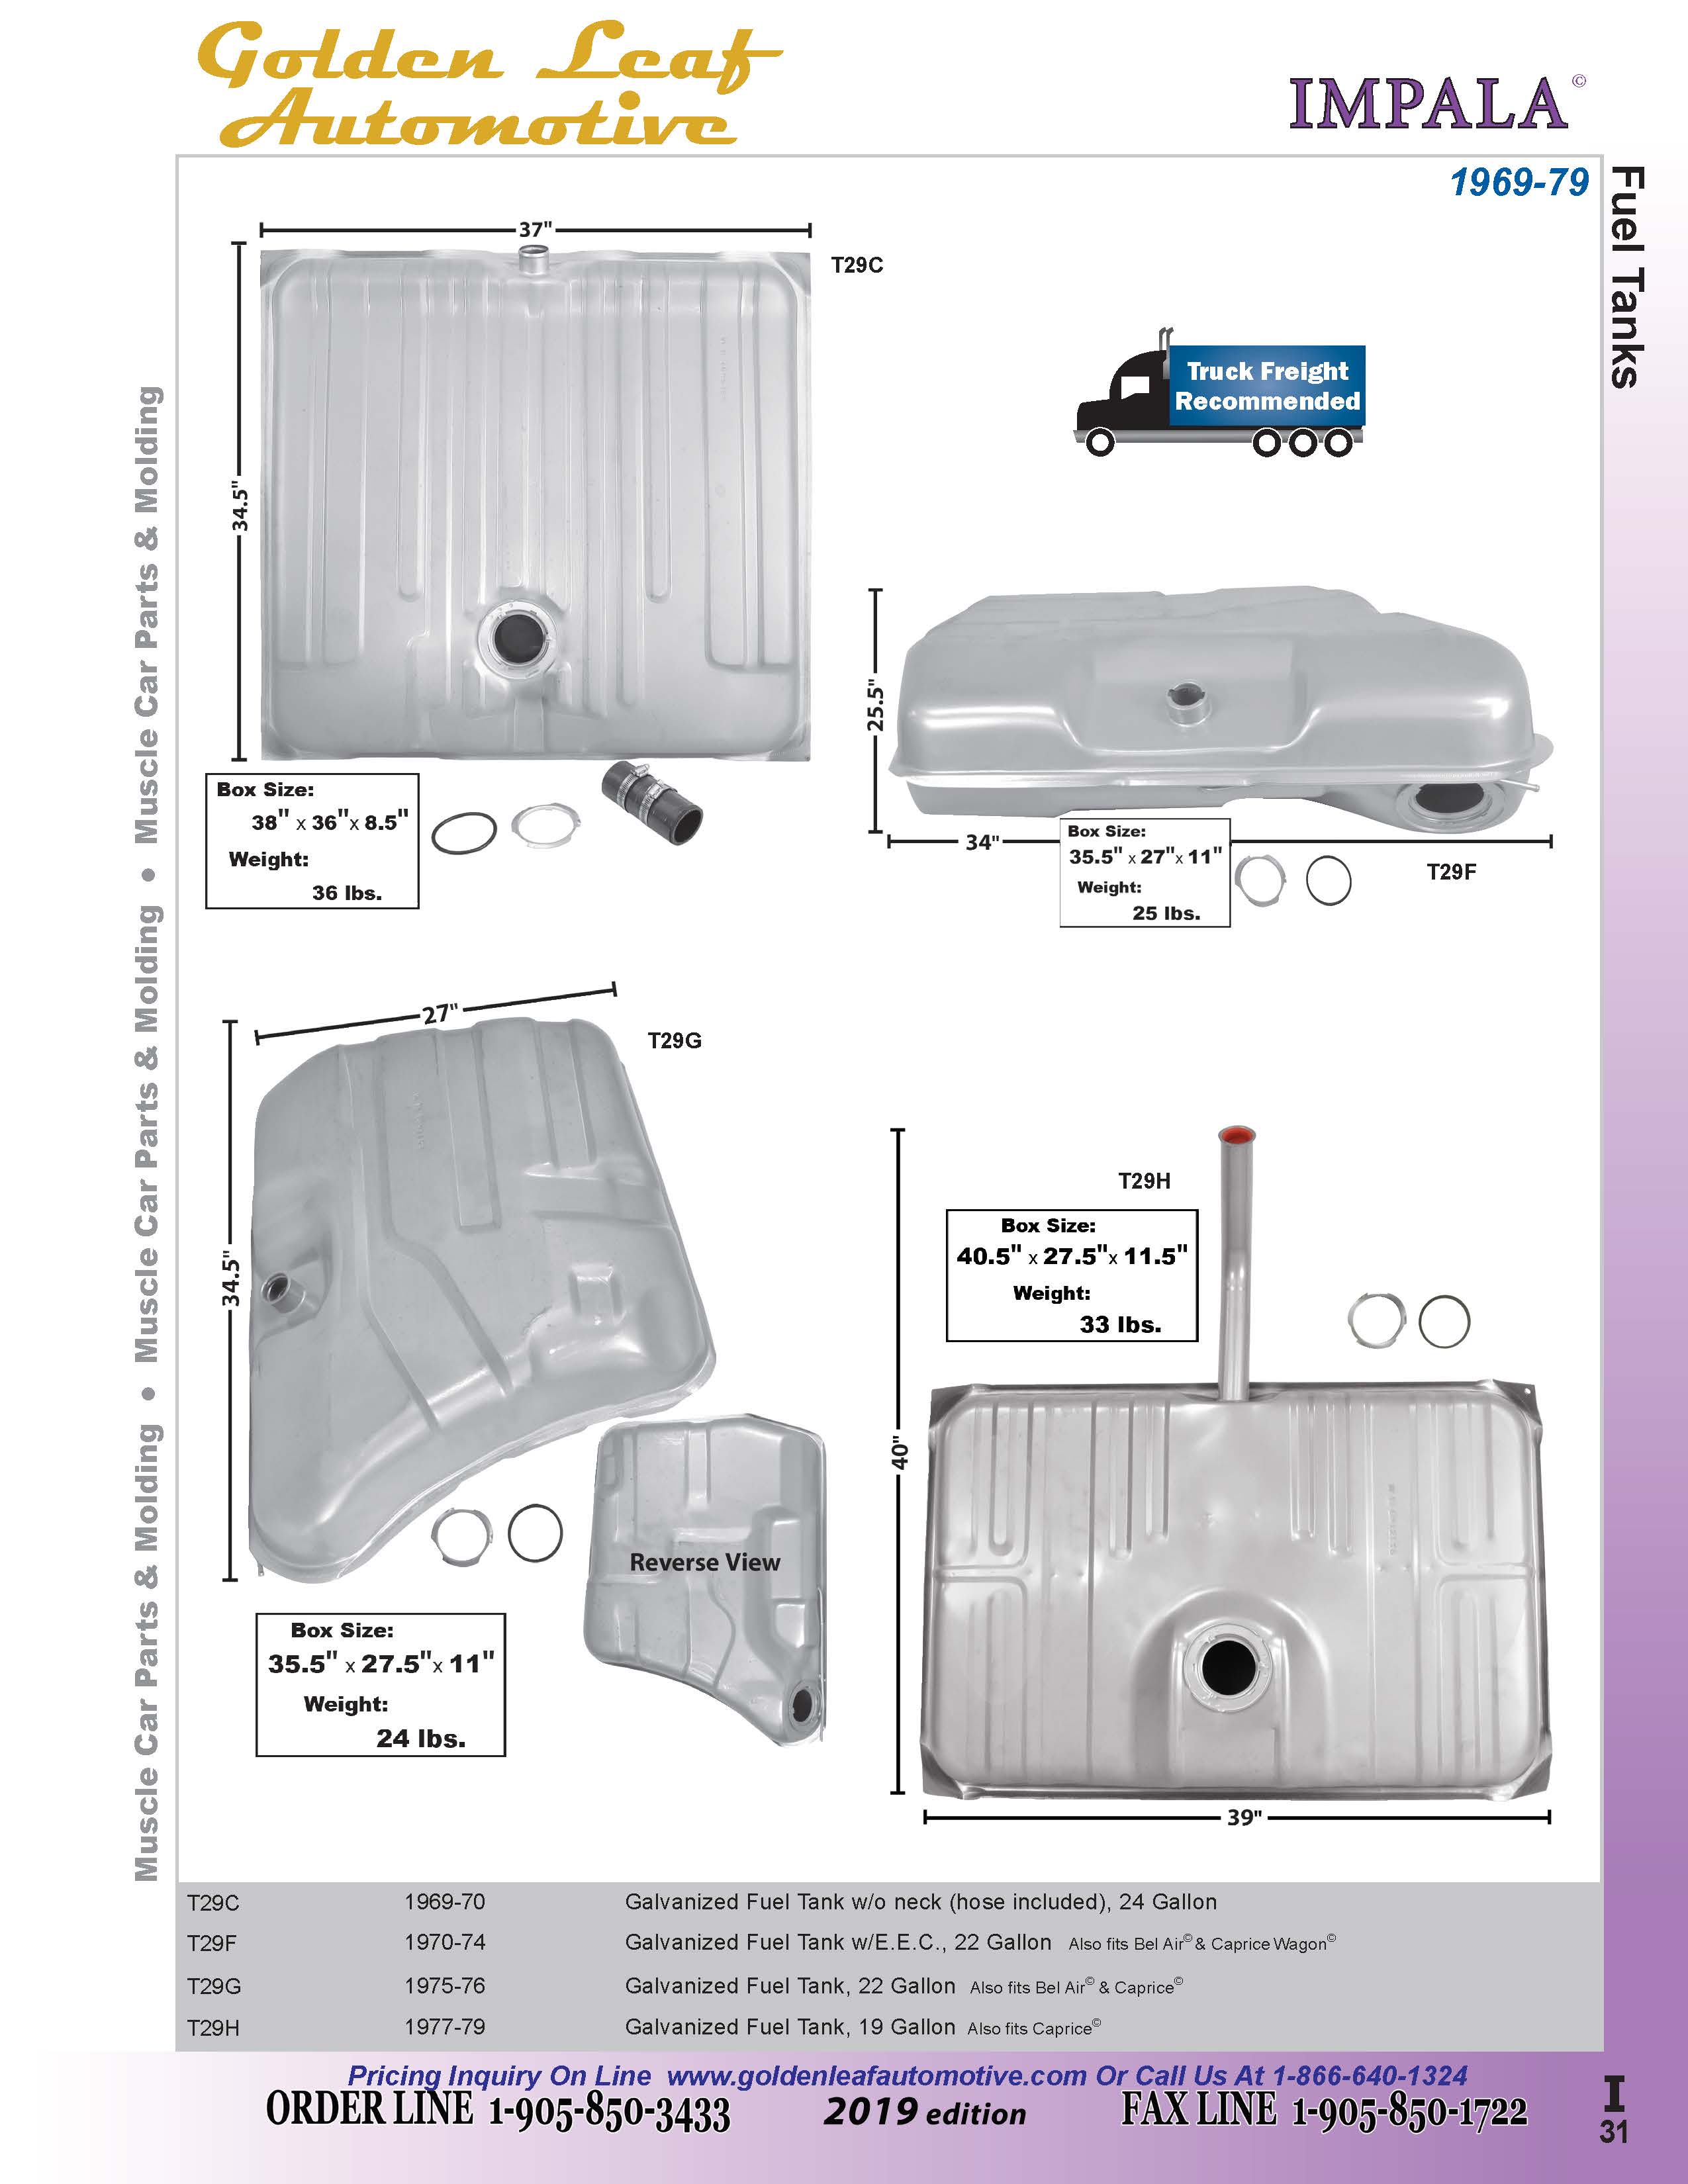 Golden Leaf
Automotive
IMPALA©
1969-79
Fuel Tanks
Muscle Car Parts & Molding • Muscle Car Parts & Molding • Muscle Car Parts & Molding
37"
T29C
34.5"
Truck Freight
Recommended
Box Size:
38" x 36"x 8.5"
Weight:
36 lbs.
25.5"
34"
Box Size:
35.5" x 27"x 11"
Weight:
25 lbs.
T29F
27"
T29G
34.5"
Reverse View
Box Size:
35.5" x 27.5"x 11"
Weight:
24 lbs.
T29H
Box Size:
40.5" x 27.5"x 11.5"
Weight:
33 lbs.
40"
39"
T29C 1969-70 Galvanized Fuel Tank w/o neck (hose included), 24 Gallon
T29F 1970-74 Galvanized Fuel Tank w/E.E.C., 22 Gallon Also fits Bel Air© & Caprice Wagon©
T29G 1975-76 Galvanized Fuel Tank, 22 Gallon Also fits Bel Air© & Caprice©
T29H 1977-79 Galvanized Fuel Tank, 19 Gallon Also fits Caprice©
Pricing Inquiry On Line www.goldenleafautomotive.com Or Call Us At 1-866-640-1324
ORDER LINE 1-905-850-3433 2019 edition FAX LINE 1-905-850-1722
I
31